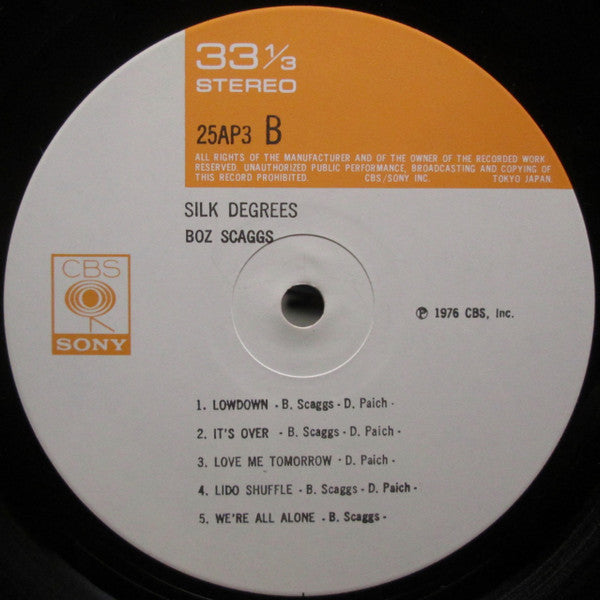 33 1/3
STEREO
25AP3 B
ALL RIGHTS OF THE MANUFACTURER AND OF THE OWNER OF THE RECORDED WORK
RESERVED. UNAUTHORIZED PUBLIC PERFORMANCE, BROADCASTING AND COPYING OF
THIS RECORD PROHIBITED. CBS/SONY INC. TOKYO JAPAN.
SILK DEGREES
BOZ SCAGGS
CBS
SONY
℗ 1976 CBS, Inc.
1. LOWDOWN - B. Scaggs - D. Paich -
2. IT'S OVER - B. Scaggs - D. Paich -
3. LOVE ME TOMORROW - D. Paich -
4. LIDO SHUFFLE - B. Scaggs - D. Paich -
5. WE'RE ALL ALONE - B. Scaggs -